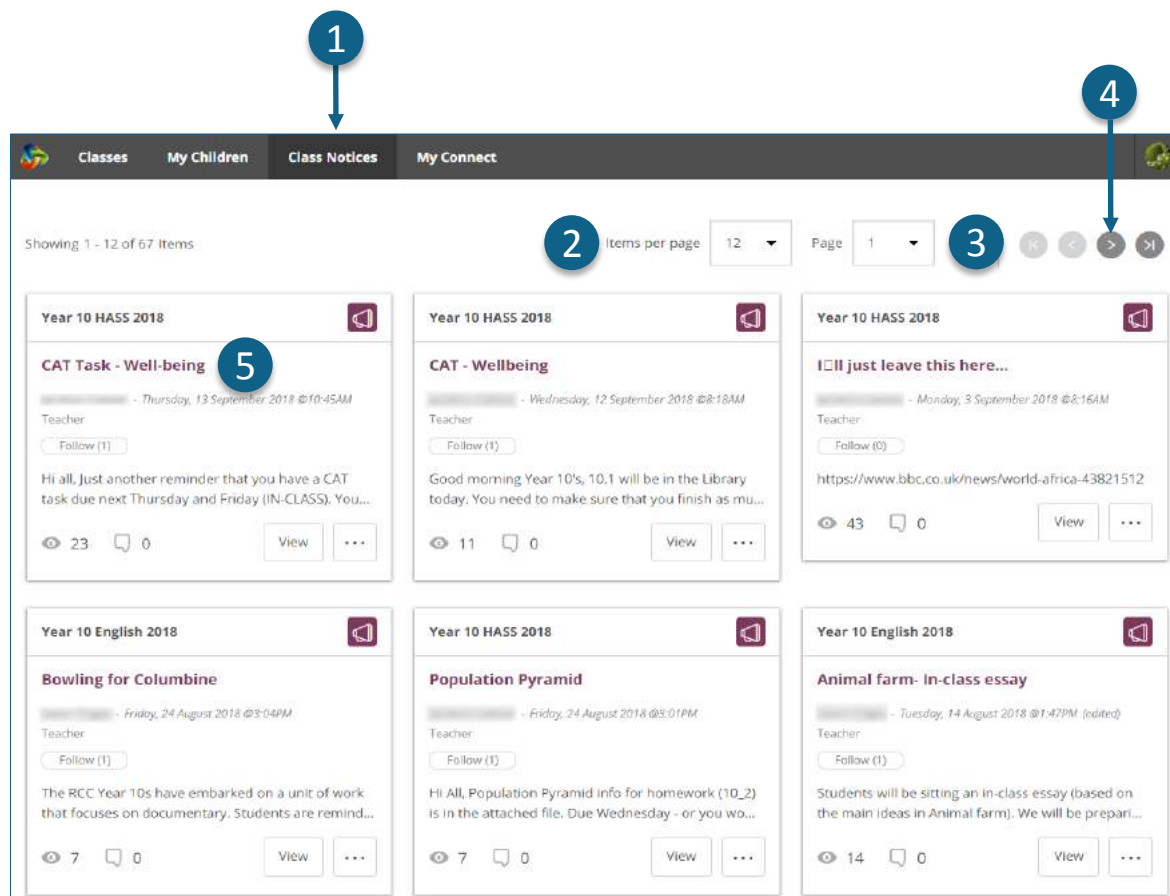 1
4
Classes My Children Class Notices My Connect
Showing 1 - 12 of 67 Items 2 Items per page 12 Page 1 3
Year 10 HASS 2018
CAT Task - Well-being 5
- Thursday, 13 September 2018 @10:45AM
Teacher
Follow (1)
Hi all, Just another reminder that you have a CAT
task due next Thursday and Friday (IN-CLASS). You...
23 0 View ...
Year 10 HASS 2018
CAT - Wellbeing
- Wednesday, 12 September 2018 @8:18AM
Teacher
Follow (1)
Good morning Year 10's, 10.1 will be in the Library
today. You need to make sure that you finish as mu...
11 0 View ...
Year 10 HASS 2018
I□ll just leave this here...
- Monday, 3 September 2018 @8:16AM
Teacher
Follow (0)
https://www.bbc.co.uk/news/world-africa-43821512
43 0 View ...
Year 10 English 2018
Bowling for Columbine
- Friday, 24 August 2018 @3:04PM
Teacher
Follow (1)
The RCC Year 10s have embarked on a unit of work
that focuses on documentary. Students are remind...
7 0 View ...
Year 10 HASS 2018
Population Pyramid
- Friday, 24 August 2018 @3:01PM
Teacher
Follow (1)
Hi All, Population Pyramid info for homework (10_2)
is in the attached file. Due Wednesday - or you wo...
7 0 View ...
Year 10 English 2018
Animal farm- In-class essay
- Tuesday, 14 August 2018 @1:47PM (edited)
Teacher
Follow (1)
Students will be sitting an in-class essay (based on
the main ideas in Animal farm). We will be prepari...
14 0 View ...